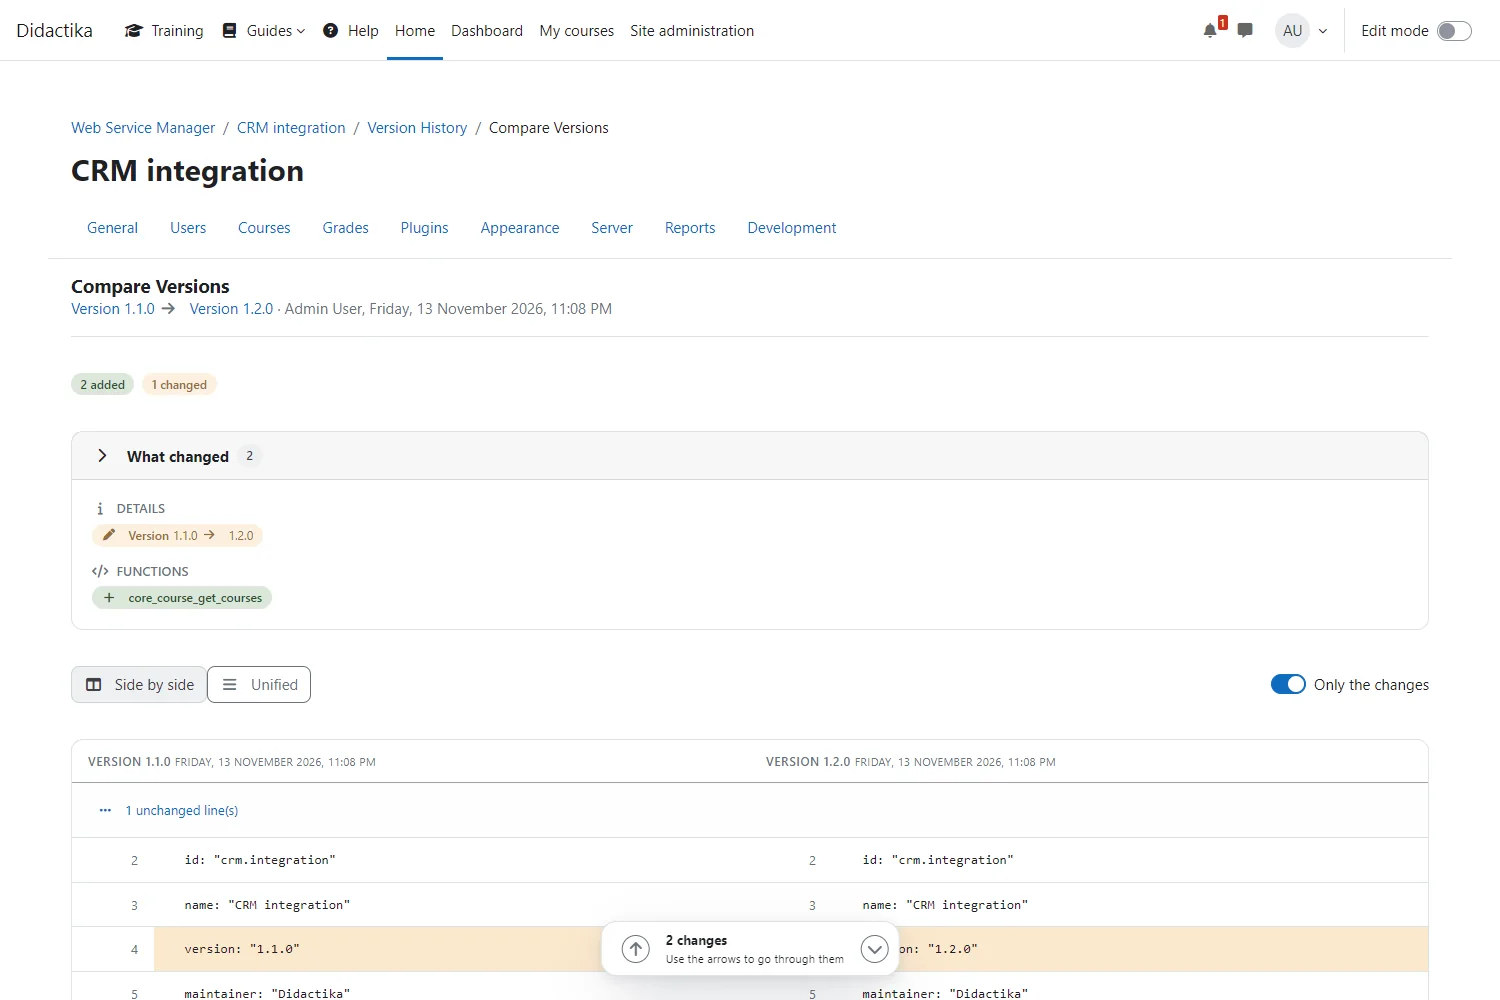 Didactika Training Guides Help Home Dashboard My courses Site administration 1 AU Edit mode
Web Service Manager / CRM integration / Version History / Compare Versions
CRM integration
General Users Courses Grades Plugins Appearance Server Reports Development
Compare Versions
Version 1.1.0 → Version 1.2.0 · Admin User, Friday, 13 November 2026, 11:08 PM
2 added 1 changed
What changed 2
DETAILS
Version 1.1.0 → 1.2.0
FUNCTIONS
+ core_course_get_courses
Side by side Unified Only the changes
VERSION 1.1.0 FRIDAY, 13 NOVEMBER 2026, 11:08 PM VERSION 1.2.0 FRIDAY, 13 NOVEMBER 2026, 11:08 PM
··· 1 unchanged line(s)
2 id: "crm.integration" 2 id: "crm.integration"
3 name: "CRM integration" 3 name: "CRM integration"
4 version: "1.1.0" on: "1.2.0"
2 changes
Use the arrows to go through them
5 maintainer: "Didactika" 5 maintainer: "Didactika"